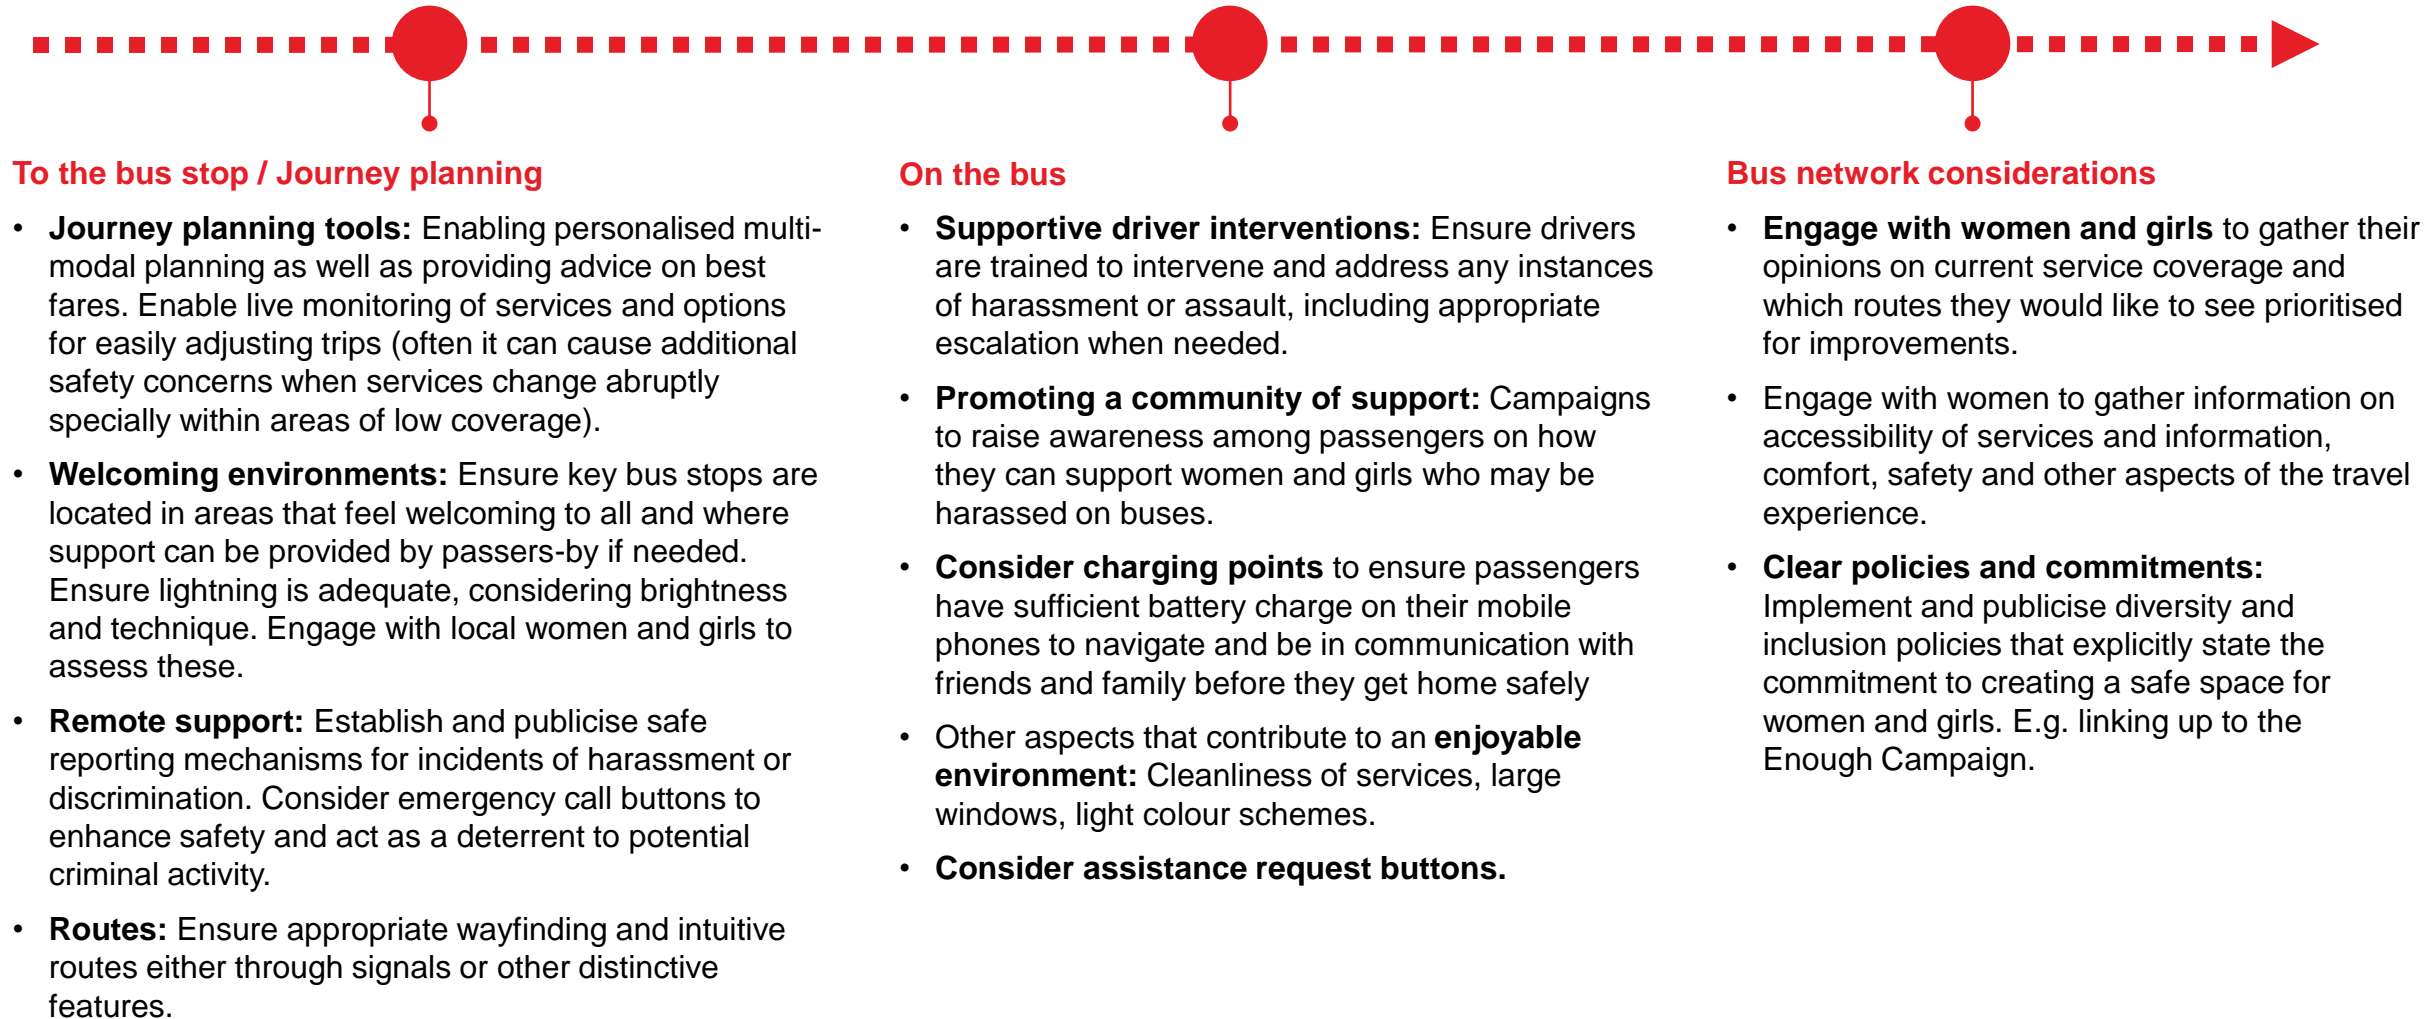 To the bus stop / Journey planning
• Journey planning tools: Enabling personalised multi-
modal planning as well as providing advice on best
fares. Enable live monitoring of services and options
for easily adjusting trips (often it can cause additional
safety concerns when services change abruptly
specially within areas of low coverage).
• Welcoming environments: Ensure key bus stops are
located in areas that feel welcoming to all and where
support can be provided by passers-by if needed.
Ensure lightning is adequate, considering brightness
and technique. Engage with local women and girls to
assess these.
• Remote support: Establish and publicise safe
reporting mechanisms for incidents of harassment or
discrimination. Consider emergency call buttons to
enhance safety and act as a deterrent to potential
criminal activity.
• Routes: Ensure appropriate wayfinding and intuitive
routes either through signals or other distinctive
features.
On the bus
• Supportive driver interventions: Ensure drivers
are trained to intervene and address any instances
of harassment or assault, including appropriate
escalation when needed.
• Promoting a community of support: Campaigns
to raise awareness among passengers on how
they can support women and girls who may be
harassed on buses.
• Consider charging points to ensure passengers
have sufficient battery charge on their mobile
phones to navigate and be in communication with
friends and family before they get home safely
• Other aspects that contribute to an enjoyable
environment: Cleanliness of services, large
windows, light colour schemes.
• Consider assistance request buttons.
Bus network considerations
• Engage with women and girls to gather their
opinions on current service coverage and
which routes they would like to see prioritised
for improvements.
• Engage with women to gather information on
accessibility of services and information,
comfort, safety and other aspects of the travel
experience.
• Clear policies and commitments:
Implement and publicise diversity and
inclusion policies that explicitly state the
commitment to creating a safe space for
women and girls. E.g. linking up to the
Enough Campaign.